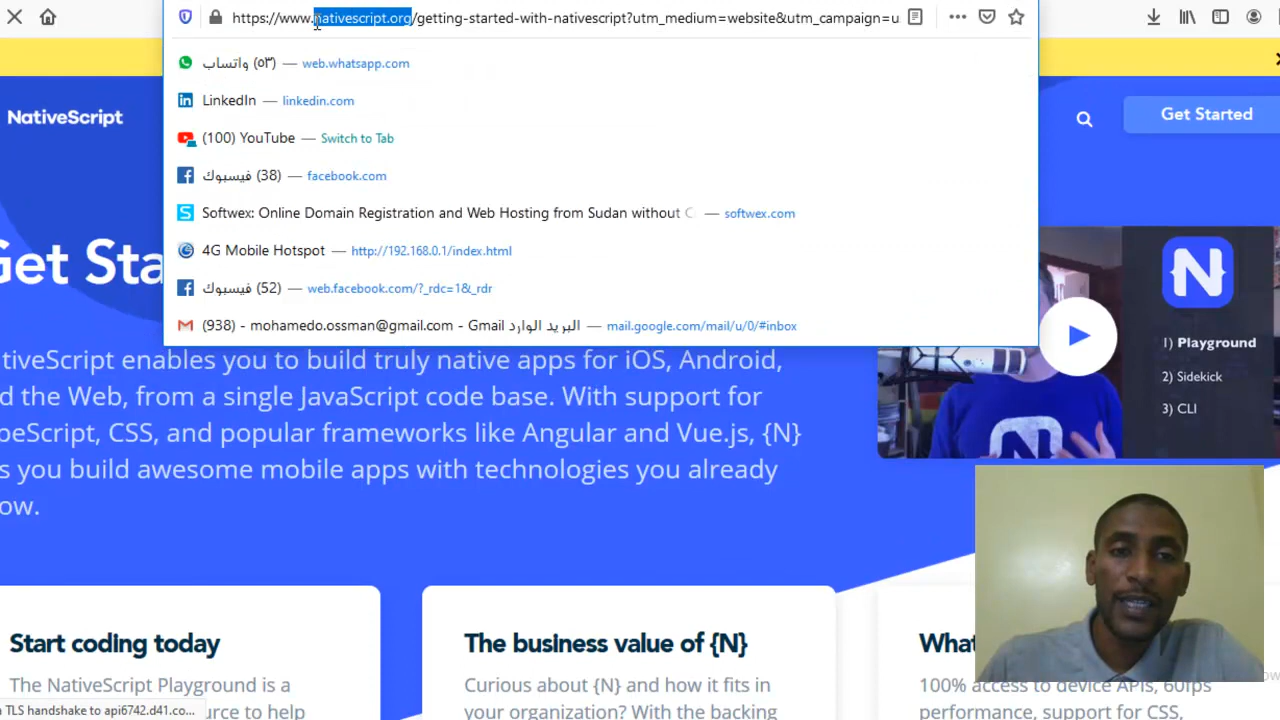 https://www.nativescript.org/getting-started-with-nativescript?utm_medium=website&utm_campaign=u
واتساب (٥٣) — web.whatsapp.com
LinkedIn — linkedin.com
(100) YouTube — Switch to Tab
فيسبوك (38) — facebook.com
Softwex: Online Domain Registration and Web Hosting from Sudan without C — softwex.com
4G Mobile Hotspot — http://192.168.0.1/index.html
فيسبوك (52) — web.facebook.com/?_rdc=1&_rdr
(938) - mohamedo.ossman@gmail.com - Gmail البريد الوارد — mail.google.com/mail/u/0/#inbox
NativeScript
Get Started
Get Sta
tiveScript enables you to build truly native apps for iOS, Android,
d the Web, from a single JavaScript code base. With support for
peScript, CSS, and popular frameworks like Angular and Vue.js, {N}
s you build awesome mobile apps with technologies you already
ow.
N
1) Playground
2) Sidekick
3) CLI
N
Start coding today
The NativeScript Playground is a
urce to help
The business value of {N}
Curious about {N} and how it fits in
your organization? With the backing
What
100% access to device APIs, 60fps
performance, support for CSS,
TLS handshake to api6742.d41.co...